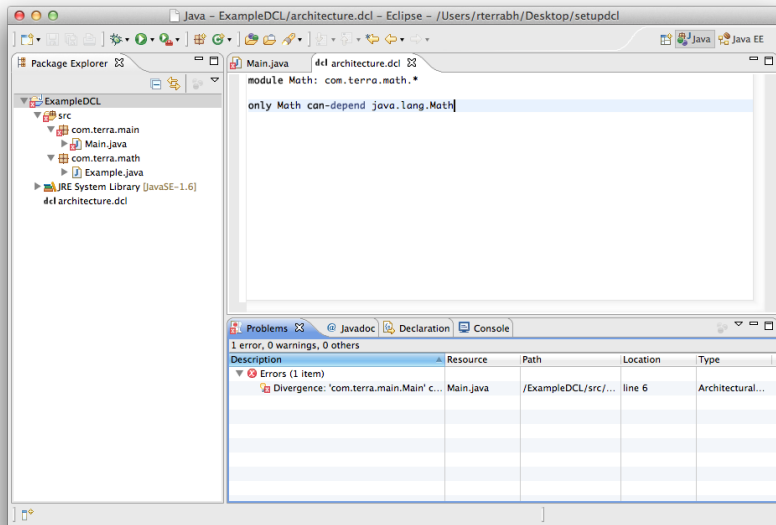 Java - ExampleDCL/architecture.dcl - Eclipse - /Users/rterrabh/Desktop/setupdcl
Java
Java EE
Package Explorer
ExampleDCL
src
com.terra.main
Main.java
com.terra.math
Example.java
JRE System Library [JavaSE-1.6]
dcl architecture.dcl
Main.java
dcl architecture.dcl
module Math: com.terra.math.*
only Math can-depend java.lang.Math
Problems
@ Javadoc
Declaration
Console
1 error, 0 warnings, 0 others
Description Resource Path Location Type
Errors (1 item)
Divergence: 'com.terra.main.Main' c... Main.java /ExampleDCL/src/... line 6 Architectural...